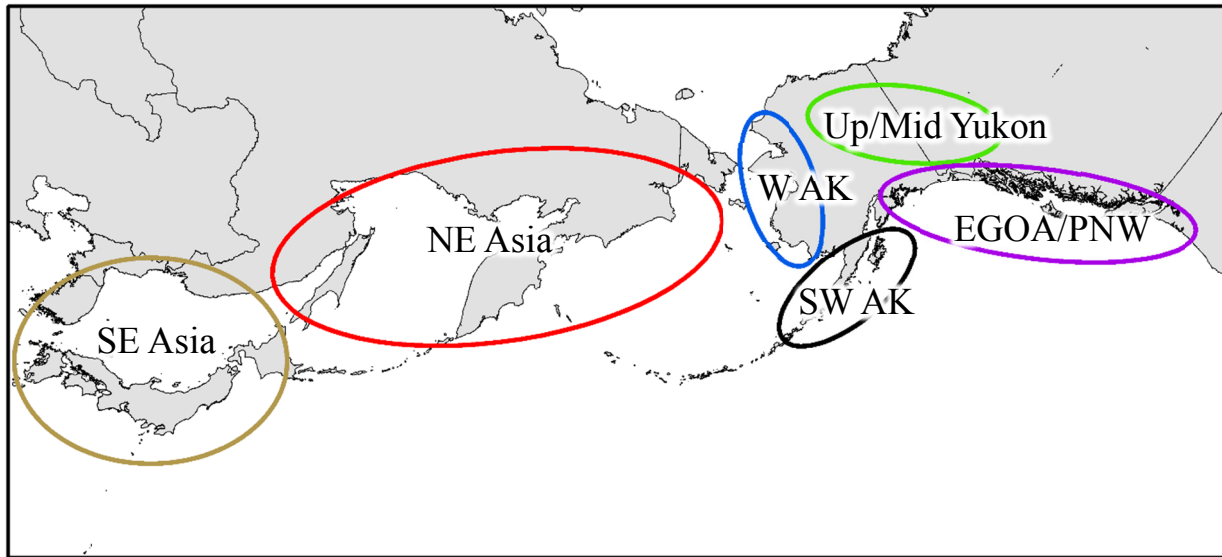 Up/Mid Yukon
W AK
NE Asia
EGOA/PNW
SW AK
SE Asia